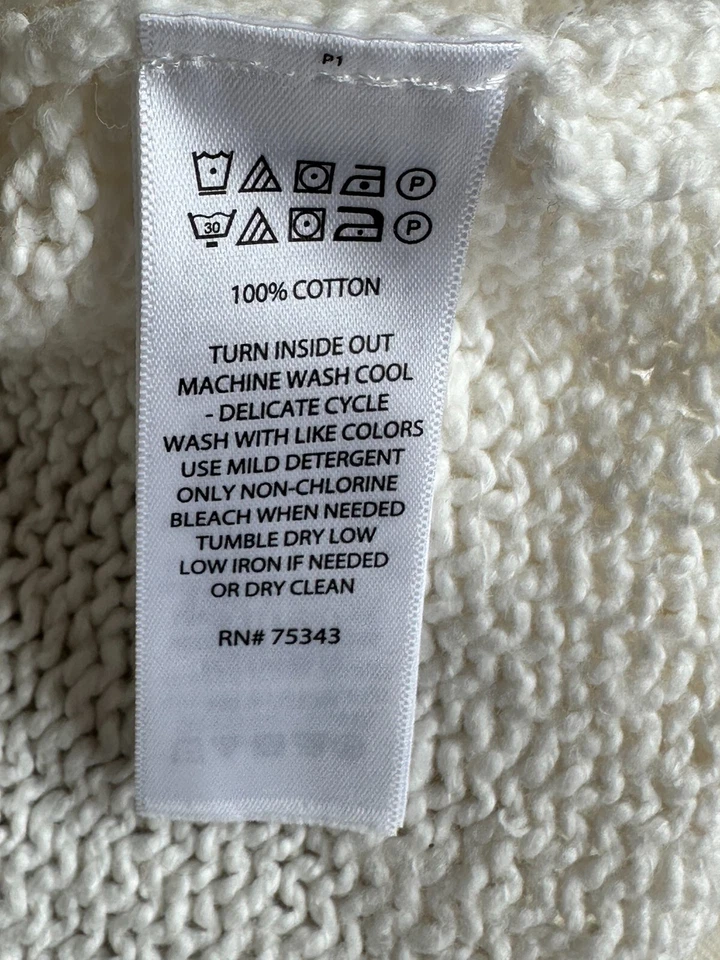 P1
P
30 P
100% COTTON
TURN INSIDE OUT
MACHINE WASH COOL
- DELICATE CYCLE
WASH WITH LIKE COLORS
USE MILD DETERGENT
ONLY NON-CHLORINE
BLEACH WHEN NEEDED
TUMBLE DRY LOW
LOW IRON IF NEEDED
OR DRY CLEAN
RN# 75343